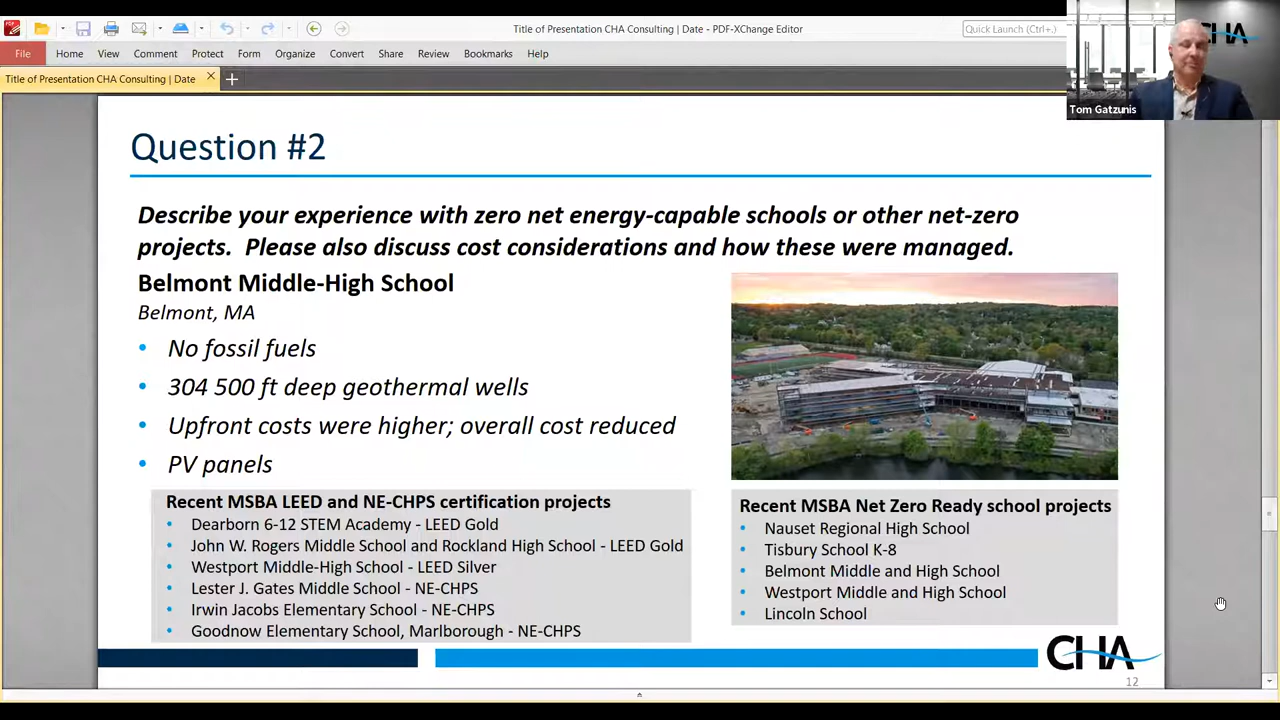 Title of Presentation CHA Consulting | Date - PDF-XChange Editor
Quick Launch (Ctrl+.)
File Home View Comment Protect Form Organize Convert Share Review Bookmarks Help
Title of Presentation CHA Consulting | Date
CHA
Tom Gatzunis
Question #2
Describe your experience with zero net energy-capable schools or other net-zero
projects. Please also discuss cost considerations and how these were managed.
Belmont Middle-High School
Belmont, MA
• No fossil fuels
• 304 500 ft deep geothermal wells
• Upfront costs were higher; overall cost reduced
• PV panels
Recent MSBA LEED and NE-CHPS certification projects
• Dearborn 6-12 STEM Academy - LEED Gold
• John W. Rogers Middle School and Rockland High School - LEED Gold
• Westport Middle-High School - LEED Silver
• Lester J. Gates Middle School - NE-CHPS
• Irwin Jacobs Elementary School - NE-CHPS
• Goodnow Elementary School, Marlborough - NE-CHPS
Recent MSBA Net Zero Ready school projects
• Nauset Regional High School
• Tisbury School K-8
• Belmont Middle and High School
• Westport Middle and High School
• Lincoln School
CHA
12